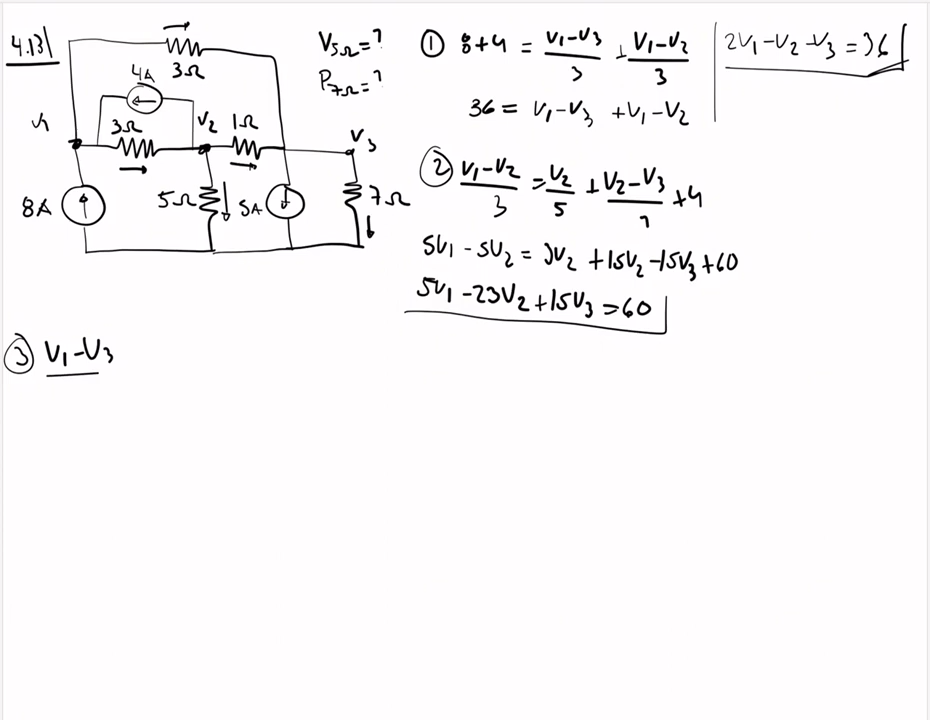 4.13
3Ω
4A
V₁
3Ω
V₂
1Ω
V₃
8A
5Ω
5A
7Ω
V5Ω = ?
P7Ω = ?
① 8+4 = (V₁-V₃)/3 + (V₁-V₂)/3
36 = V₁-V₃ + V₁-V₂
2V₁-V₂-V₃ = 36
② (V₁-V₂)/3 = V₂/5 + (V₂-V₃)/1 + 4
5V₁ - 5V₂ = 3V₂ + 15V₂ - 15V₃ + 60
5V₁ - 23V₂ + 15V₃ = 60
③ V₁-V₃